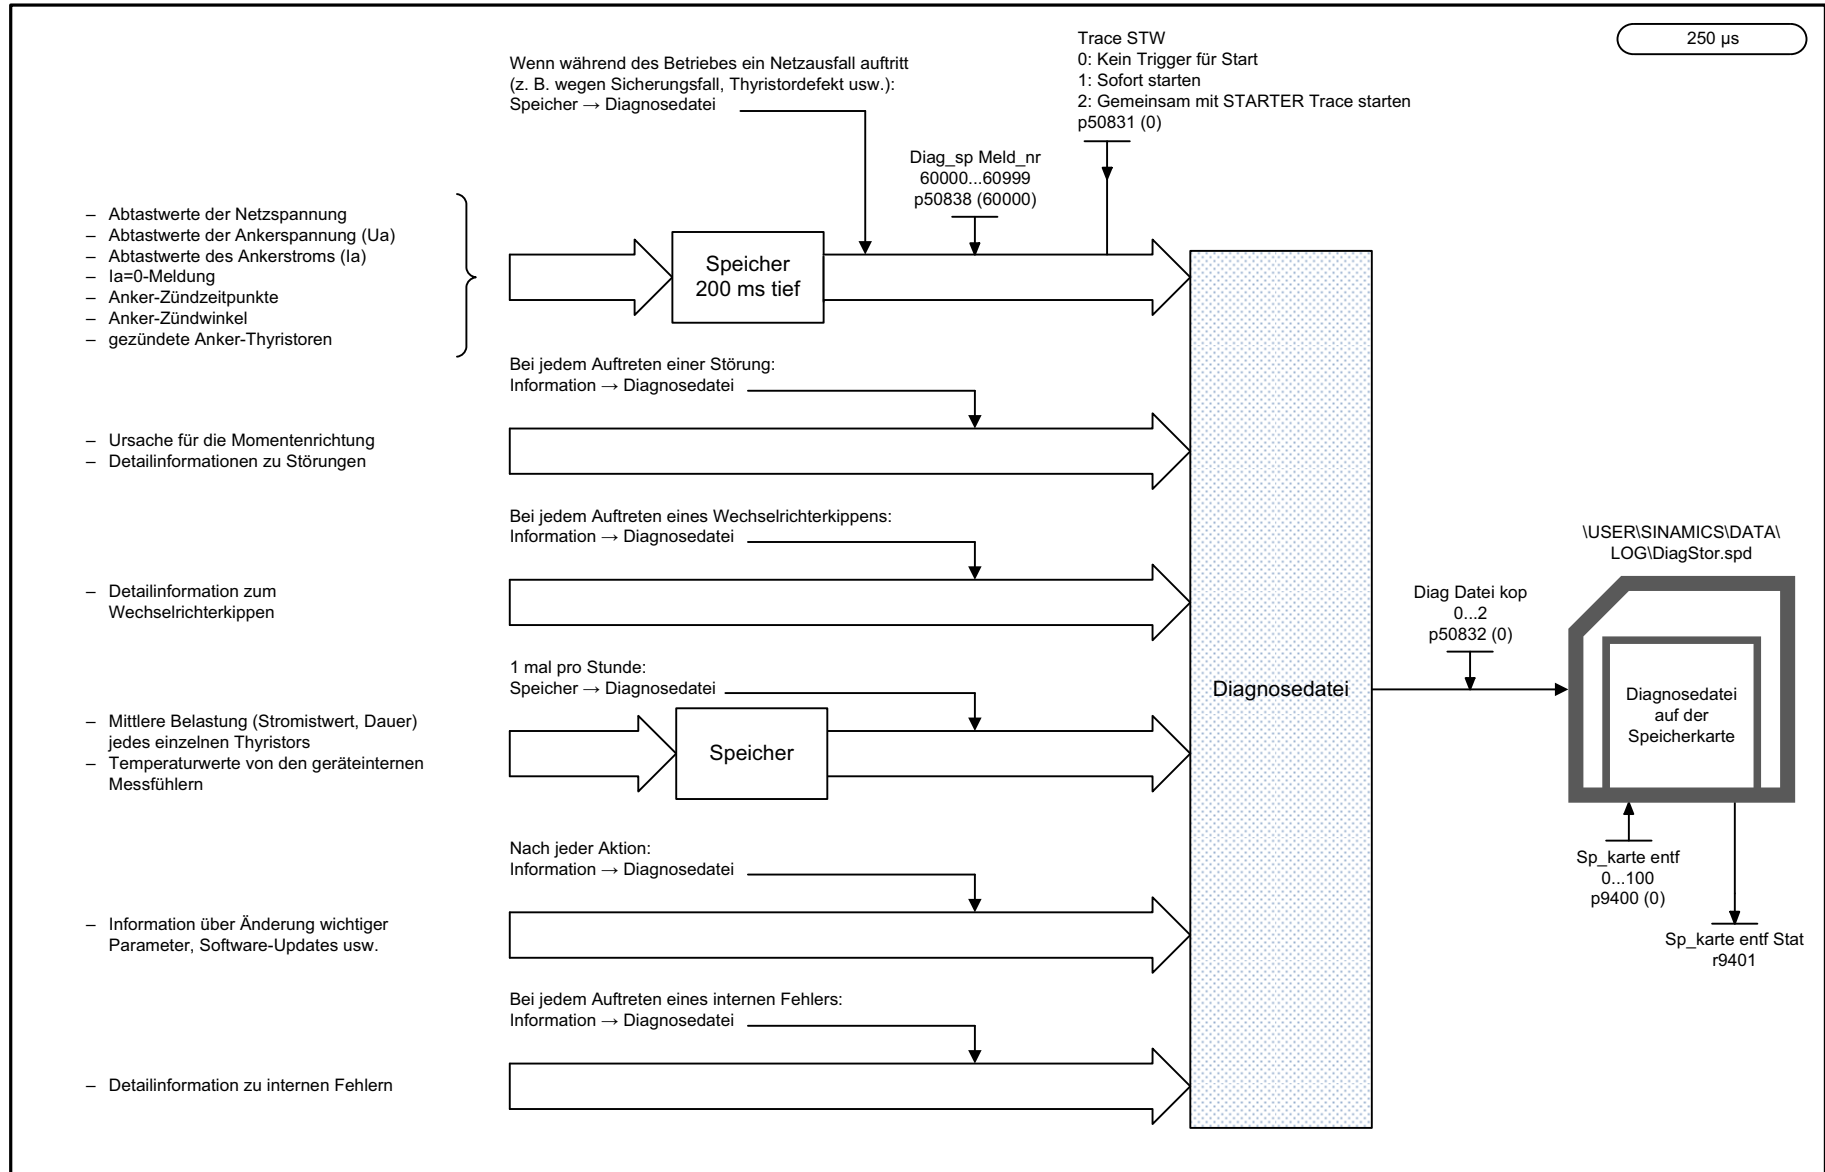 250 µs
Wenn während des Betriebes ein Netzausfall auftritt
(z. B. wegen Sicherungsfall, Thyristordefekt usw.):
Speicher → Diagnosedatei
Trace STW
0: Kein Trigger für Start
1: Sofort starten
2: Gemeinsam mit STARTER Trace starten
p50831 (0)
Diag_sp Meld_nr
60000...60999
p50838 (60000)
– Abtastwerte der Netzspannung
– Abtastwerte der Ankerspannung (Ua)
– Abtastwerte des Ankerstroms (Ia)
– Ia=0-Meldung
– Anker-Zündzeitpunkte
– Anker-Zündwinkel
– gezündete Anker-Thyristoren
Speicher
200 ms tief
Bei jedem Auftreten einer Störung:
Information → Diagnosedatei
– Ursache für die Momentenrichtung
– Detailinformationen zu Störungen
Bei jedem Auftreten eines Wechselrichterkippens:
Information → Diagnosedatei
– Detailinformation zum
Wechselrichterkippen
1 mal pro Stunde:
Speicher → Diagnosedatei
– Mittlere Belastung (Stromistwert, Dauer)
jedes einzelnen Thyristors
– Temperaturwerte von den geräteinternen
Messfühlern
Speicher
Nach jeder Aktion:
Information → Diagnosedatei
– Information über Änderung wichtiger
Parameter, Software-Updates usw.
Bei jedem Auftreten eines internen Fehlers:
Information → Diagnosedatei
– Detailinformation zu internen Fehlern
Diagnosedatei
Diag Datei kop
0...2
p50832 (0)
\USER\SINAMICS\DATA\
LOG\DiagStor.spd
Diagnosedatei
auf der
Speicherkarte
Sp_karte entf
0...100
p9400 (0)
Sp_karte entf Stat
r9401